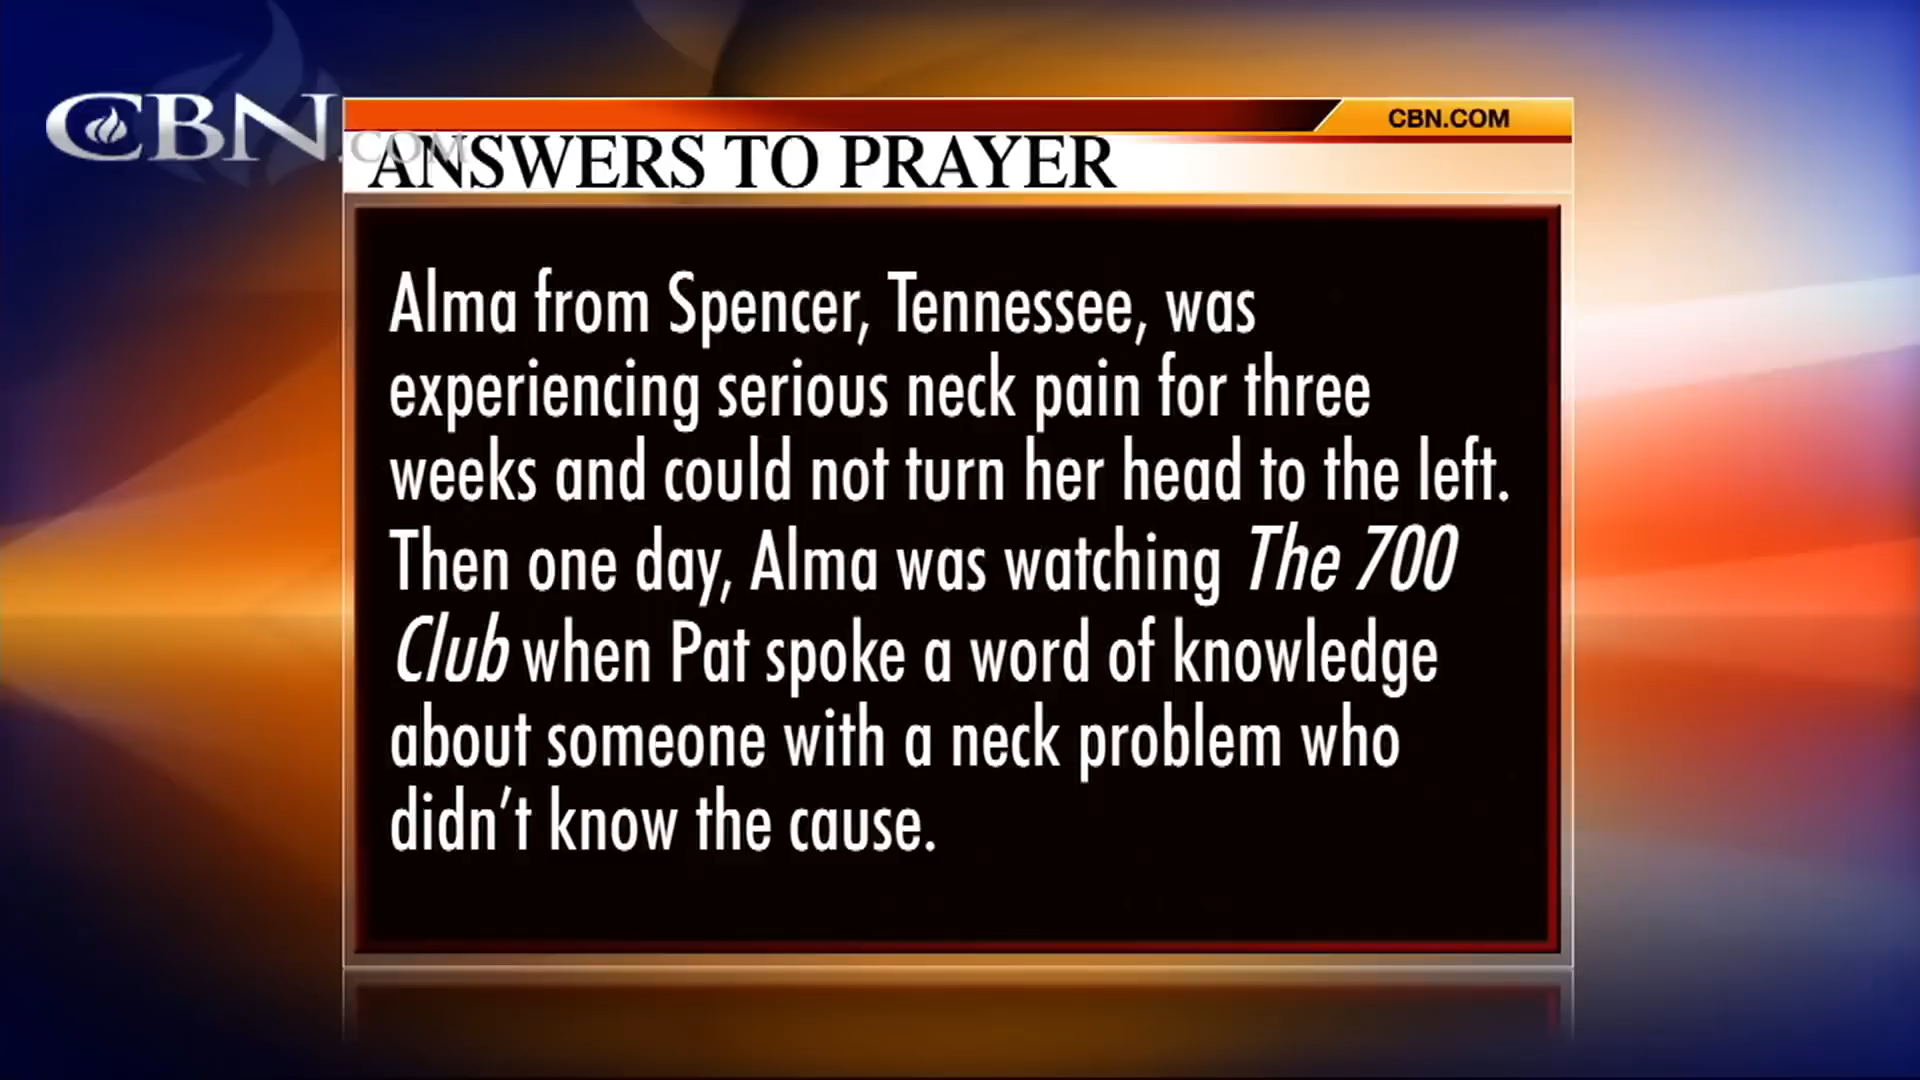 CBN.COM
CBN.COM
ANSWERS TO PRAYER
Alma from Spencer, Tennessee, was
experiencing serious neck pain for three
weeks and could not turn her head to the left.
Then one day, Alma was watching The 700
Club when Pat spoke a word of knowledge
about someone with a neck problem who
didn't know the cause.